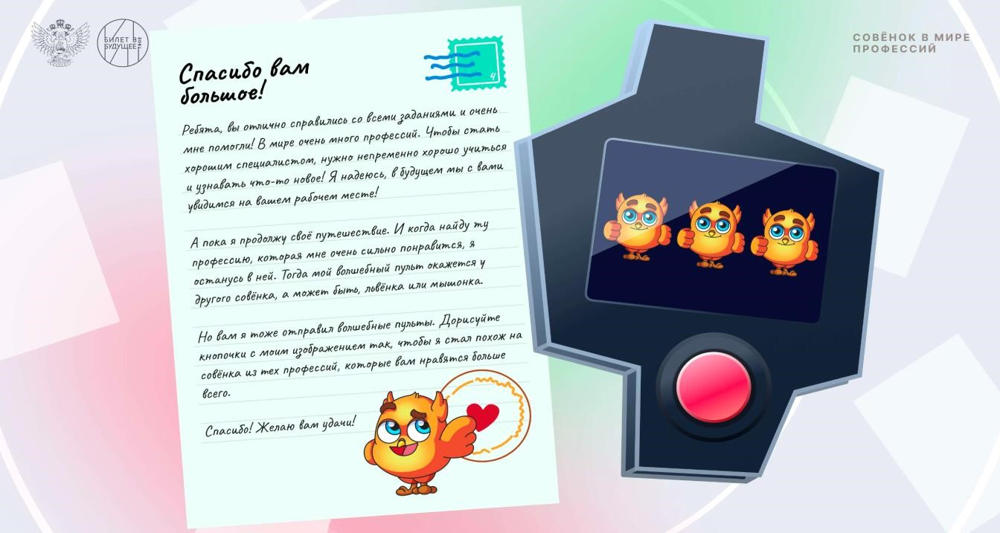 БИЛЕТ В
БУДУЩЕЕ
ТВОЁ
СОВЁНОК В МИРЕ
ПРОФЕССИЙ
Спасибо вам
большое!
Ребята, вы отлично справились со всеми заданиями и очень
мне помогли! В мире очень много профессий. Чтобы стать
хорошим специалистом, нужно непременно хорошо учиться
и узнавать что-то новое! Я надеюсь, в будущем мы с вами
увидимся на вашем рабочем месте!
А пока я продолжу своё путешествие. И когда найду ту
профессию, которая мне очень сильно понравится, я
останусь в ней. Тогда мой волшебный пульт окажется у
другого совёнка, а может быть, львёнка или мышонка.
Но вам я тоже отправил волшебные пульты. Дорисуйте
кнопочки с моим изображением так, чтобы я стал похож на
совёнка из тех профессий, которые вам нравятся больше
всего.
Спасибо! Желаю вам удачи!